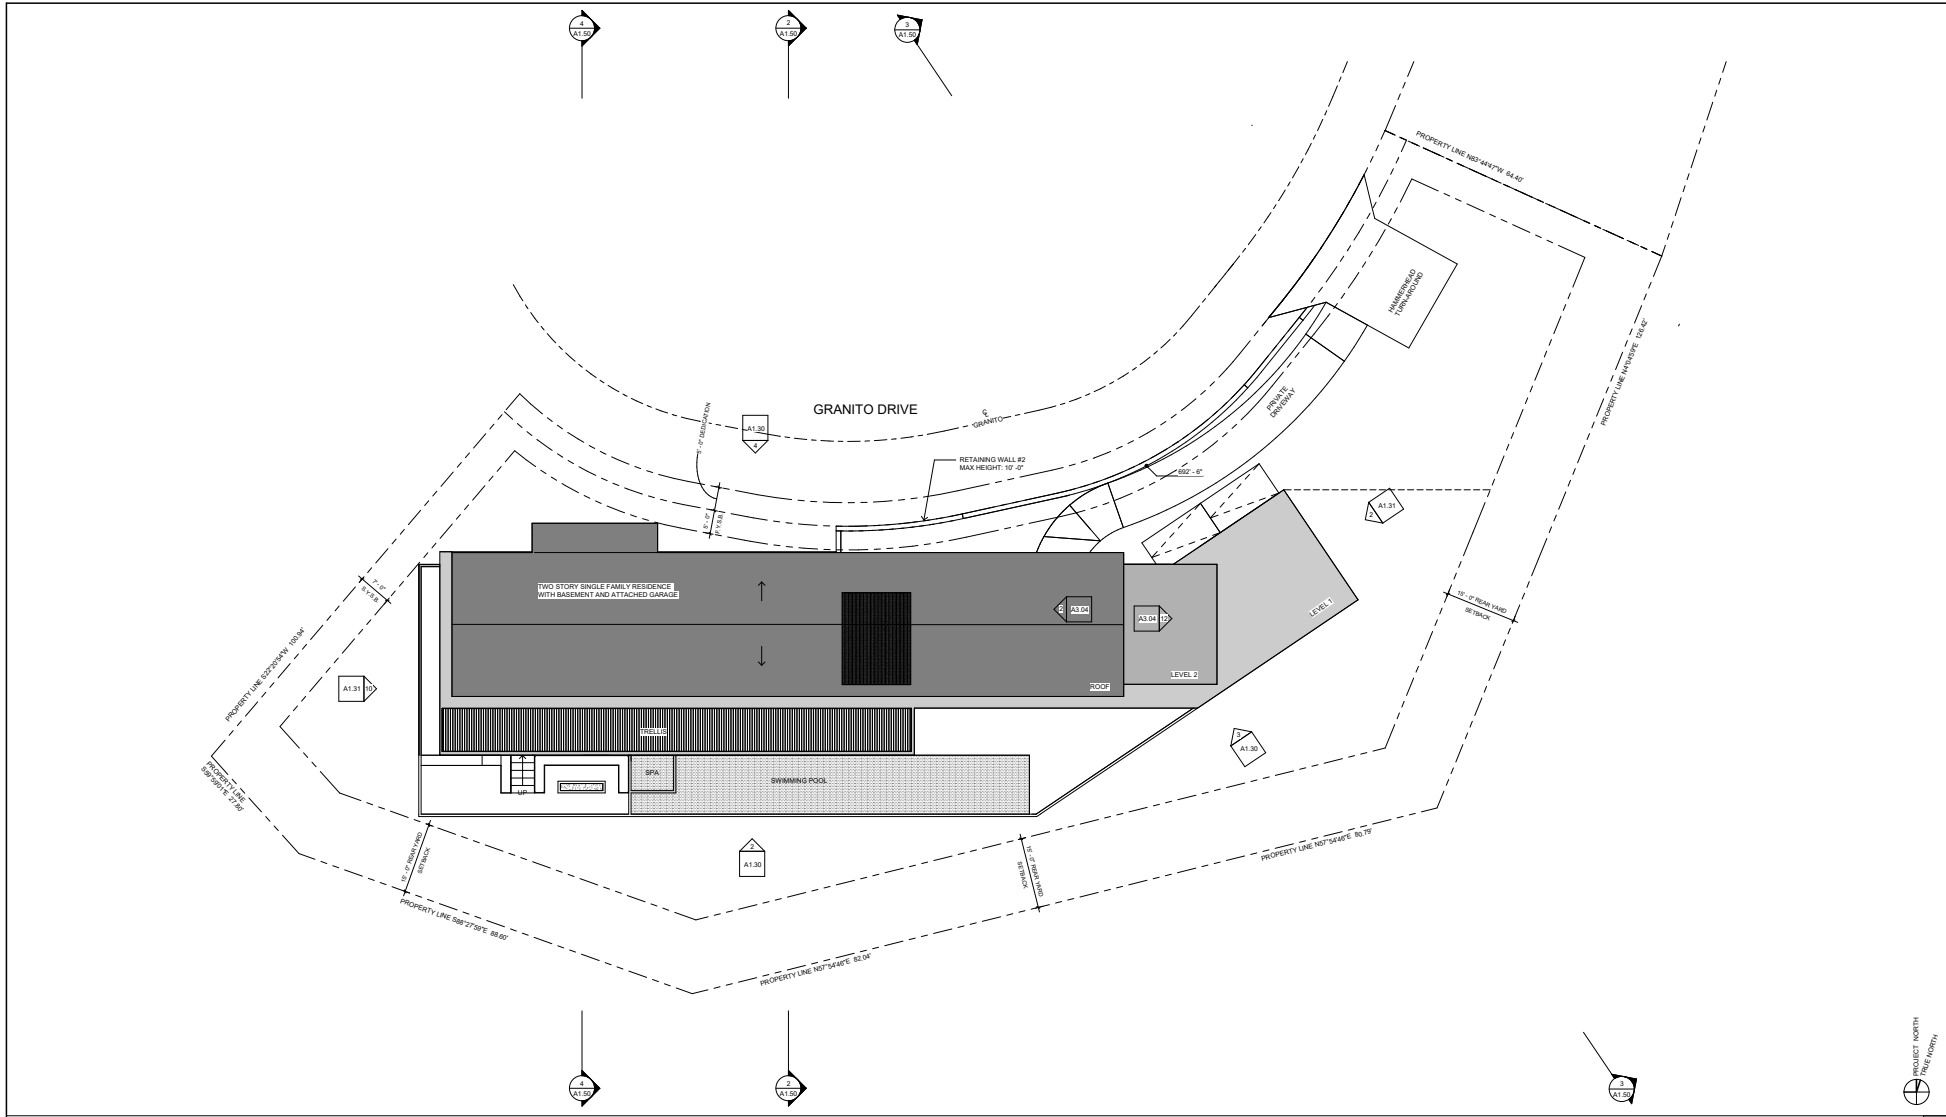 4
A1.50
2
A1.50
3
A1.50
PROPERTY LINE N83°44'47"W 64.40'
HAMMERHEAD
TURN-AROUND
PROPERTY LINE N4°04'59"E 126.42'
PRIVATE
DRIVEWAY
GRANITO DRIVE
GRANITO
5' - 0" DEDICATION
A1.30
4
RETAINING WALL #2
MAX HEIGHT: 10' -0"
692' - 6"
5' - 0"
F.Y.S.B.
2
A1.31
7' - 0"
S.Y.S.B.
TWO STORY SINGLE FAMILY RESIDENCE
WITH BASEMENT AND ATTACHED GARAGE
2
A3.04
A3.04
12
LEVEL 1
15' - 0" REAR YARD
SETBACK
PROPERTY LINE S22°20'54"W 100.94'
A1.31
10
ROOF
LEVEL 2
TRELLIS
3
A1.30
PROPERTY LINE
S59°59'01"E 27.80'
SPA
SWIMMING POOL
UP
15' - 0" REAR YARD
SETBACK
2
A1.30
15' - 0" REAR YARD
SETBACK
PROPERTY LINE N57°54'46"E 80.79'
PROPERTY LINE S86°27'59"E 88.60'
PROPERTY LINE N57°54'46"E 82.04'
4
A1.50
2
A1.50
3
A1.50
PROJECT NORTH
TRUE NORTH